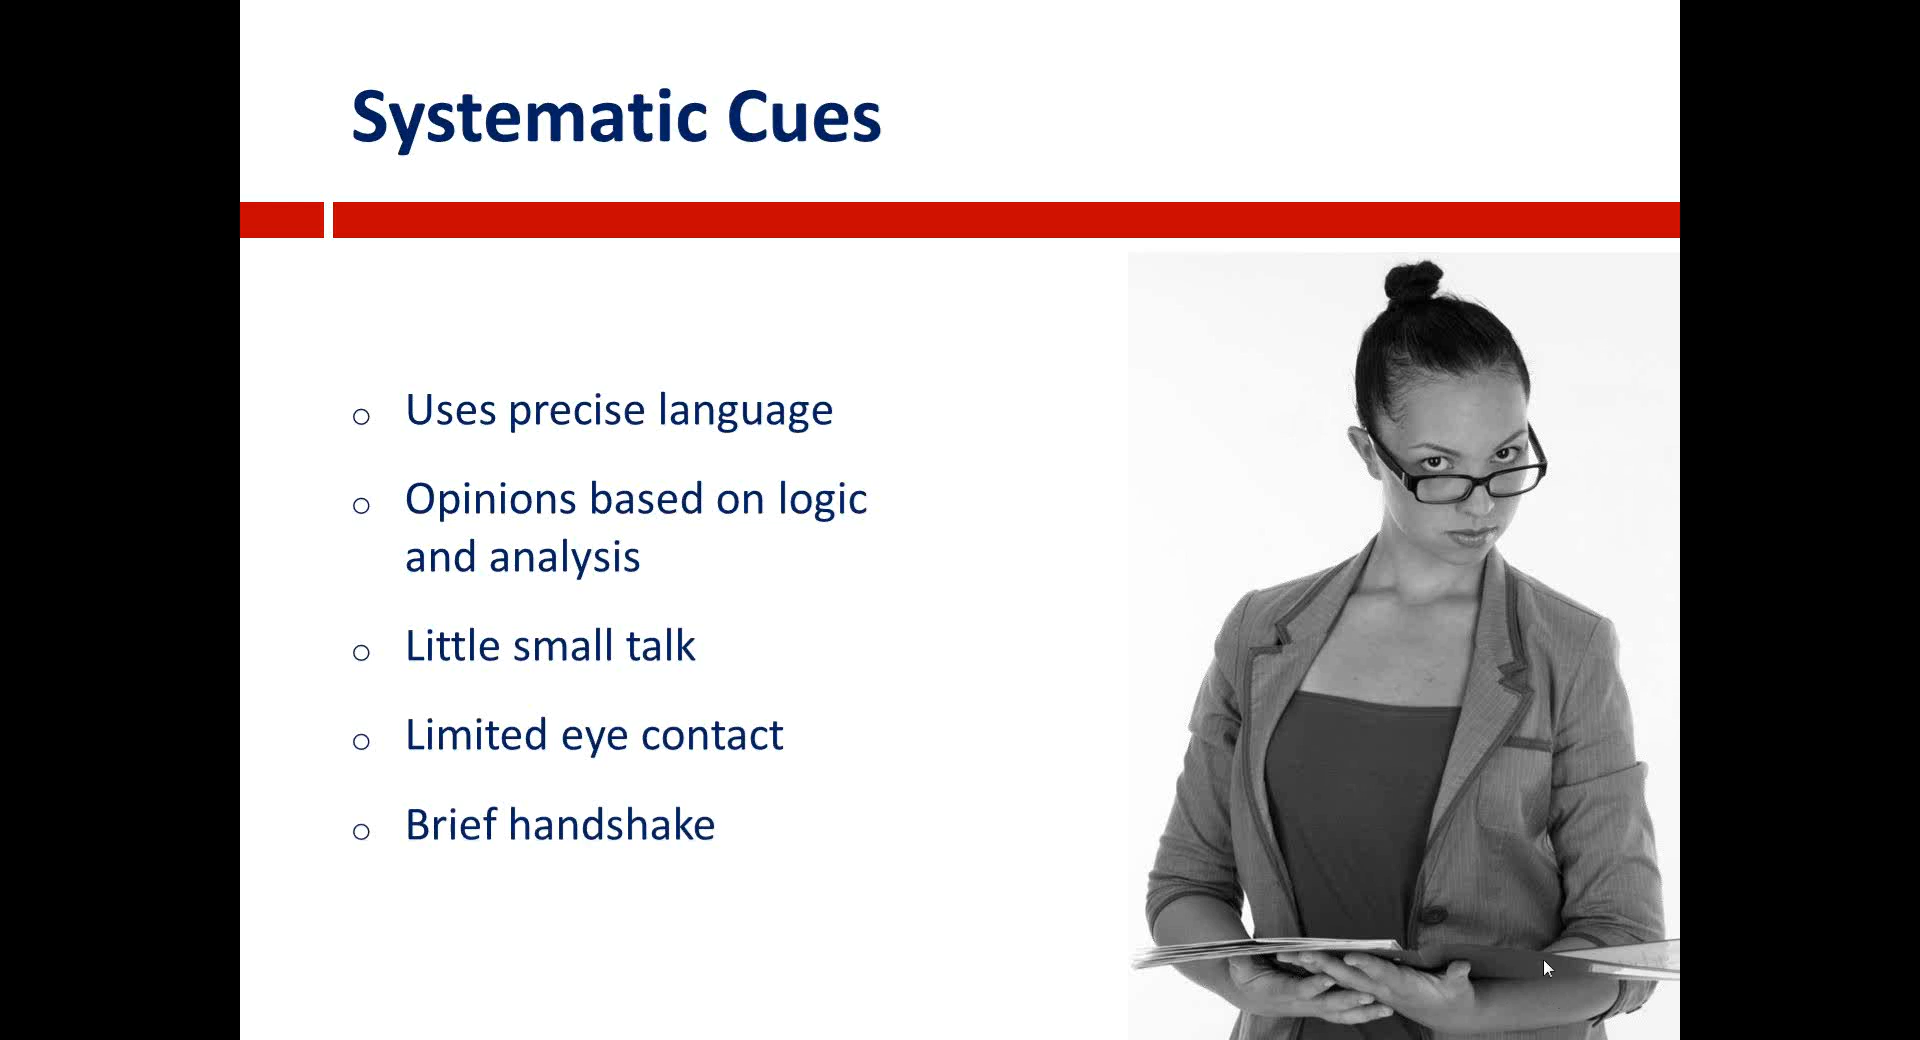 Systematic Cues
Uses precise language
Opinions based on logic
and analysis
Little small talk
Limited eye contact
Brief handshake